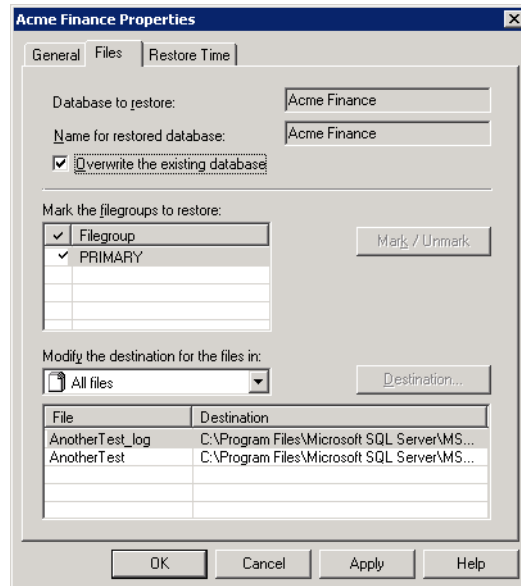 Acme Finance Properties
General Files Restore Time
Database to restore: Acme Finance
Name for restored database: Acme Finance
Overwrite the existing database
Mark the filegroups to restore:
Filegroup
PRIMARY
Mark / Unmark
Modify the destination for the files in:
All files
Destination...
File Destination
AnotherTest_log C:\Program Files\Microsoft SQL Server\MS...
AnotherTest C:\Program Files\Microsoft SQL Server\MS...
OK Cancel Apply Help